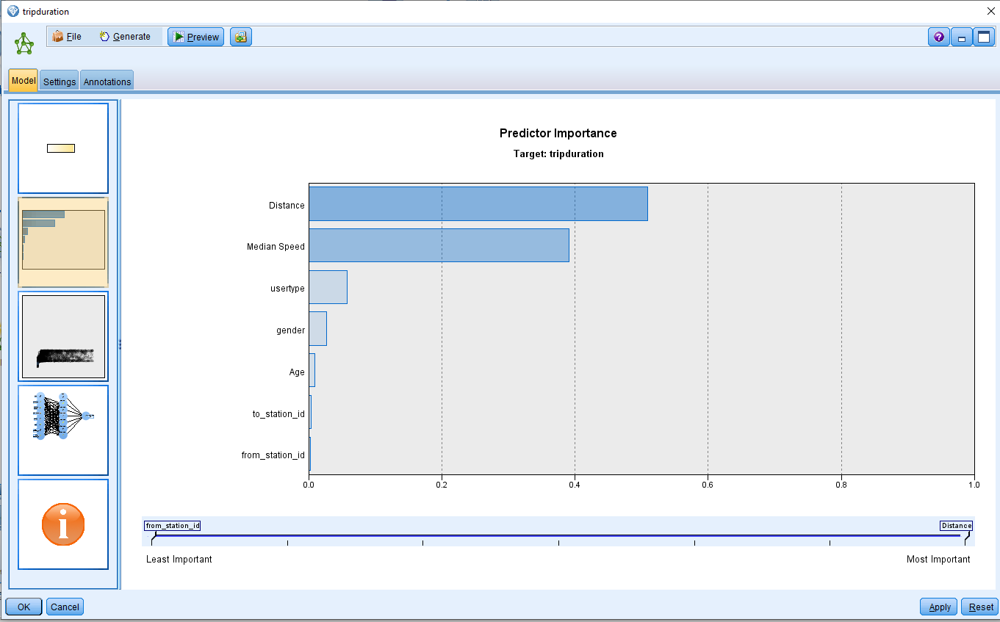 tripduration
File Generate Preview
Model Settings Annotations
Predictor Importance
Target: tripduration
Distance
Median Speed
usertype
gender
Age
to_station_id
from_station_id
0.0 0.2 0.4 0.6 0.8 1.0
from_station_id Distance
Least Important Most Important
OK Cancel Apply Reset